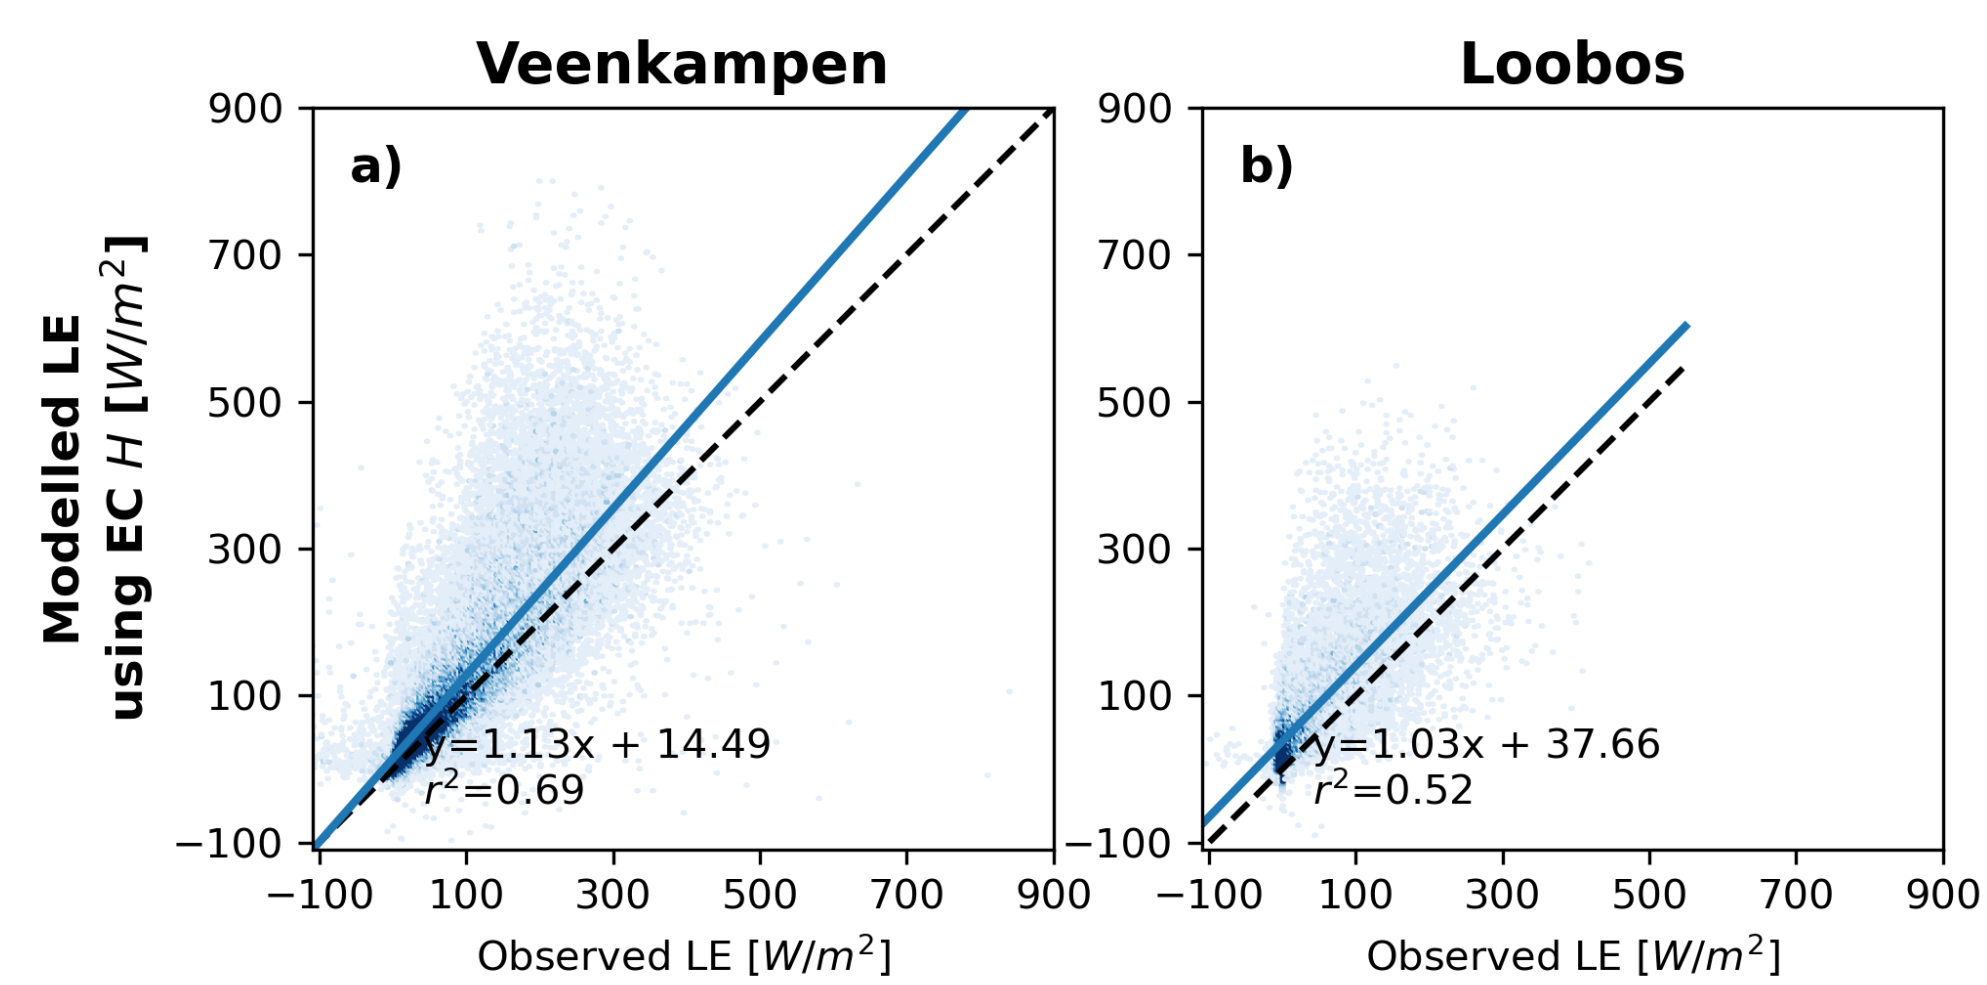 Veenkampen
Loobos
Modelled LE
using EC H [W/m²]
900
700
500
300
100
−100
a)
y=1.13x + 14.49
r²=0.69
−100 100 300 500 700 900
Observed LE [W/m²]
900
700
500
300
100
−100
b)
y=1.03x + 37.66
r²=0.52
−100 100 300 500 700 900
Observed LE [W/m²]